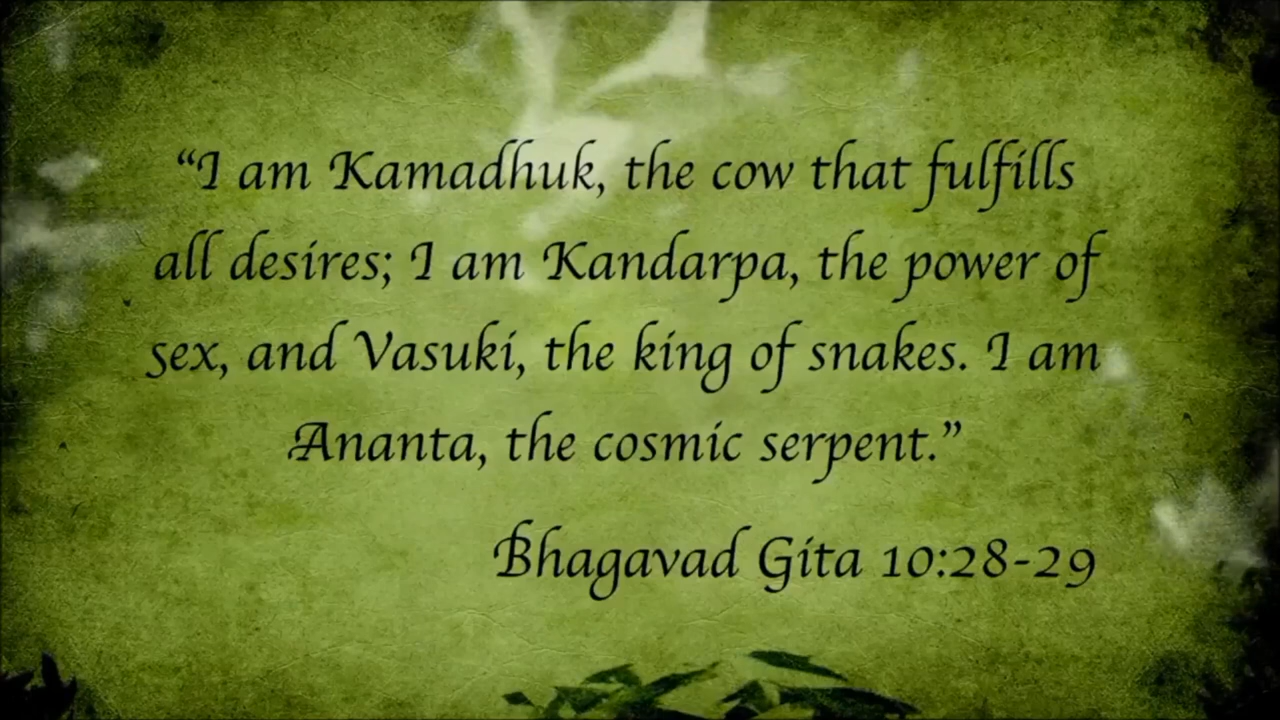 “I am Kamadhuk, the cow that fulfills
all desires; I am Kandarpa, the power of
sex, and Vasuki, the king of snakes. I am
Ananta, the cosmic serpent.”
Bhagavad Gita 10:28-29